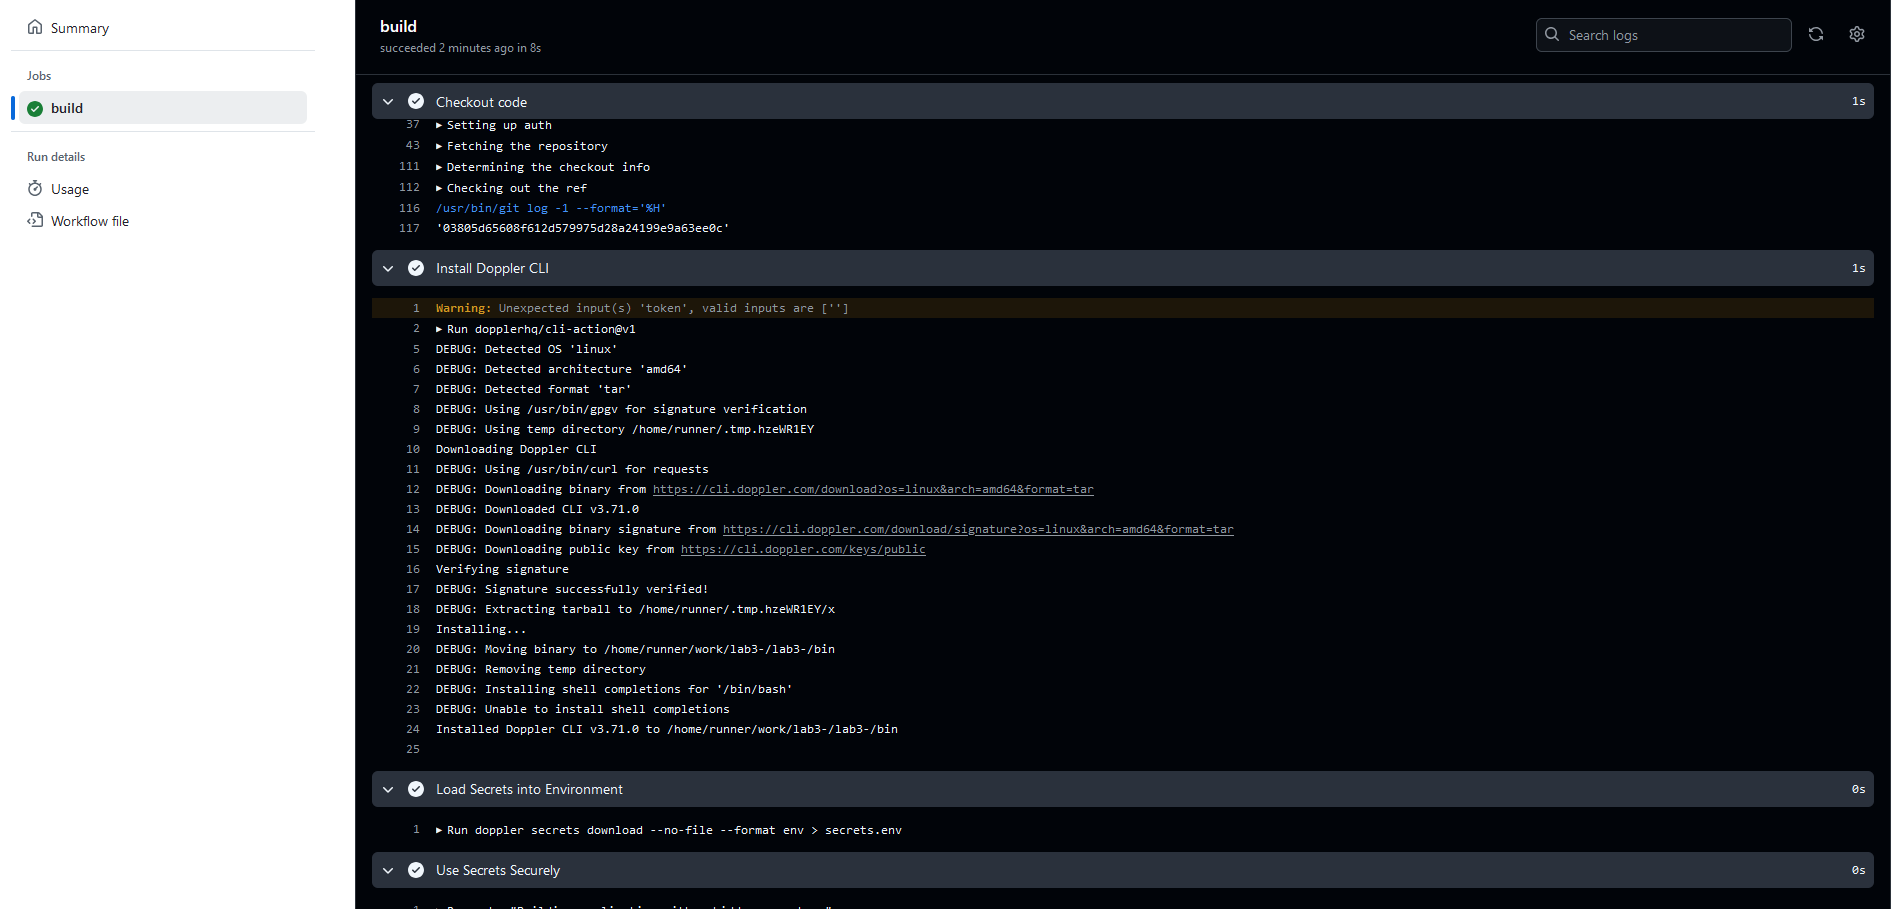 Summary
Jobs
build
Run details
Usage
Workflow file
build
succeeded 2 minutes ago in 8s
Search logs
Checkout code 1s
37 Setting up auth
43 Fetching the repository
111 Determining the checkout info
112 Checking out the ref
116 /usr/bin/git log -1 --format='%H'
117 '03805d65608f612d579975d28a24199e9a63ee0c'
Install Doppler CLI 1s
1 Warning: Unexpected input(s) 'token', valid inputs are ['']
2 Run dopplerhq/cli-action@v1
5 DEBUG: Detected OS 'linux'
6 DEBUG: Detected architecture 'amd64'
7 DEBUG: Detected format 'tar'
8 DEBUG: Using /usr/bin/gpgv for signature verification
9 DEBUG: Using temp directory /home/runner/.tmp.hzeWR1EY
10 Downloading Doppler CLI
11 DEBUG: Using /usr/bin/curl for requests
12 DEBUG: Downloading binary from https://cli.doppler.com/download?os=linux&arch=amd64&format=tar
13 DEBUG: Downloaded CLI v3.71.0
14 DEBUG: Downloading binary signature from https://cli.doppler.com/download/signature?os=linux&arch=amd64&format=tar
15 DEBUG: Downloading public key from https://cli.doppler.com/keys/public
16 Verifying signature
17 DEBUG: Signature successfully verified!
18 DEBUG: Extracting tarball to /home/runner/.tmp.hzeWR1EY/x
19 Installing...
20 DEBUG: Moving binary to /home/runner/work/lab3-/lab3-/bin
21 DEBUG: Removing temp directory
22 DEBUG: Installing shell completions for '/bin/bash'
23 DEBUG: Unable to install shell completions
24 Installed Doppler CLI v3.71.0 to /home/runner/work/lab3-/lab3-/bin
25
Load Secrets into Environment 0s
1 Run doppler secrets download --no-file --format env > secrets.env
Use Secrets Securely 0s